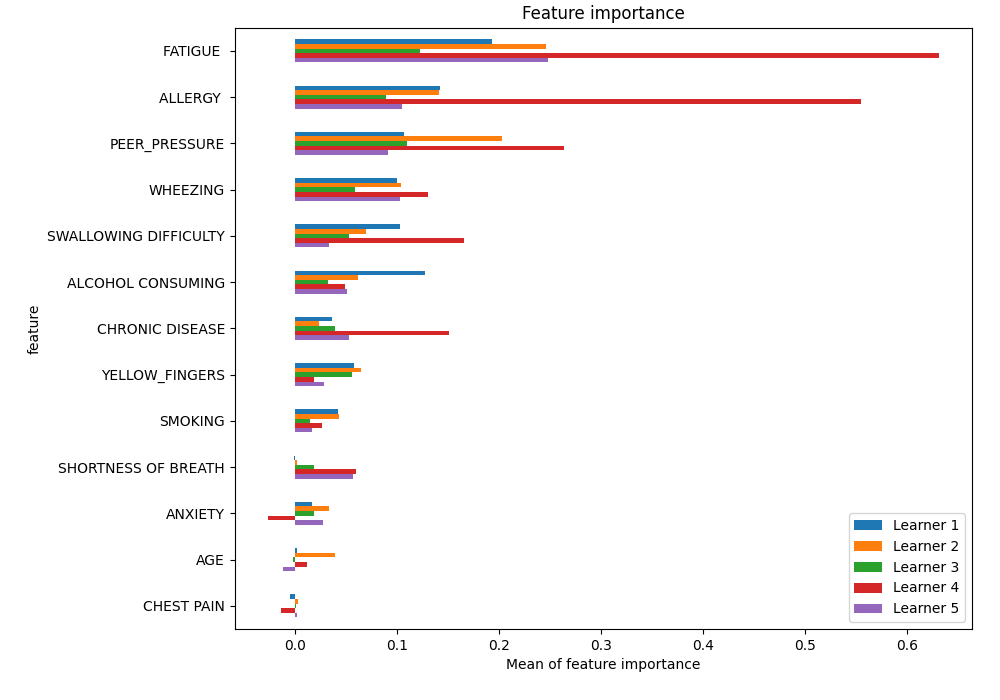 Feature importance
FATIGUE
ALLERGY
PEER_PRESSURE
WHEEZING
SWALLOWING DIFFICULTY
ALCOHOL CONSUMING
CHRONIC DISEASE
YELLOW_FINGERS
SMOKING
SHORTNESS OF BREATH
ANXIETY
AGE
CHEST PAIN
feature
Learner 1
Learner 2
Learner 3
Learner 4
Learner 5
0.0 0.1 0.2 0.3 0.4 0.5 0.6
Mean of feature importance